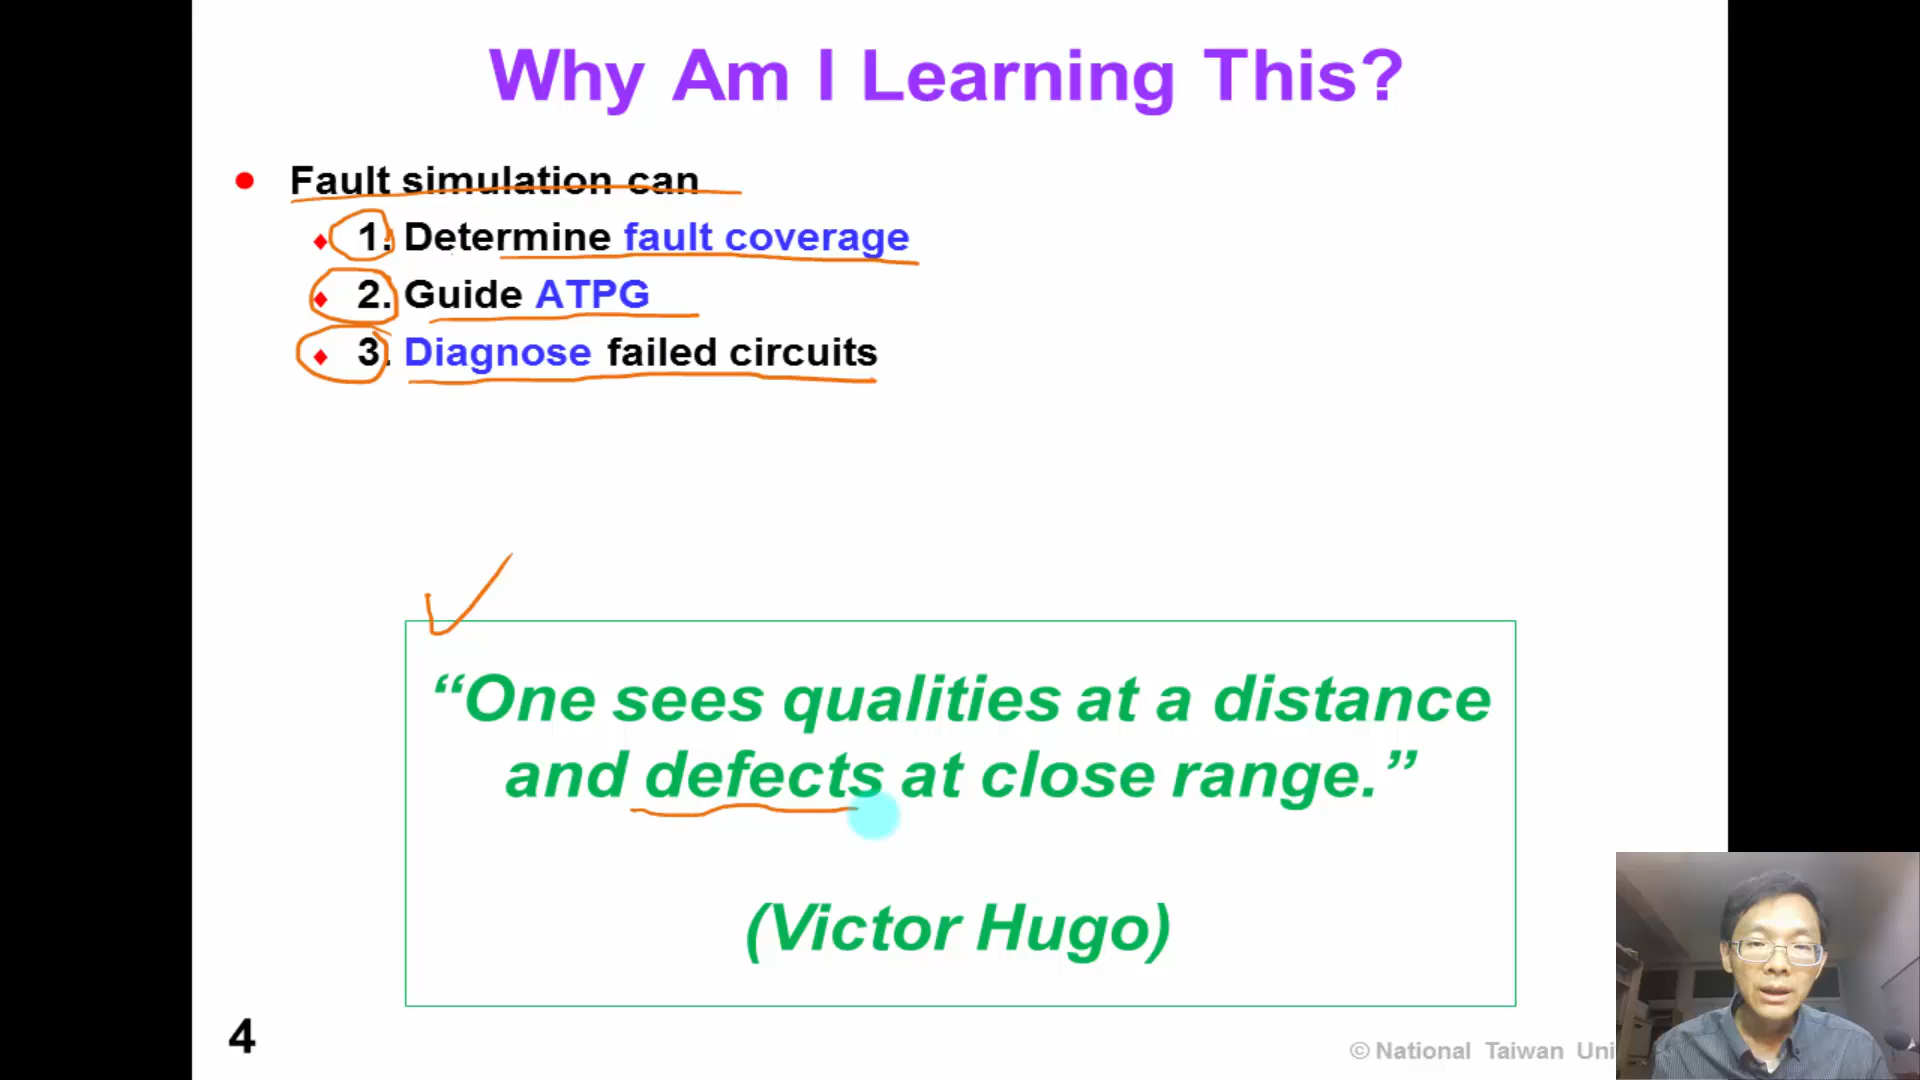 Why Am I Learning This?
Fault simulation can
1. Determine fault coverage
2. Guide ATPG
3. Diagnose failed circuits
“One sees qualities at a distance
and defects at close range.”
(Victor Hugo)
4
© National Taiwan Uni